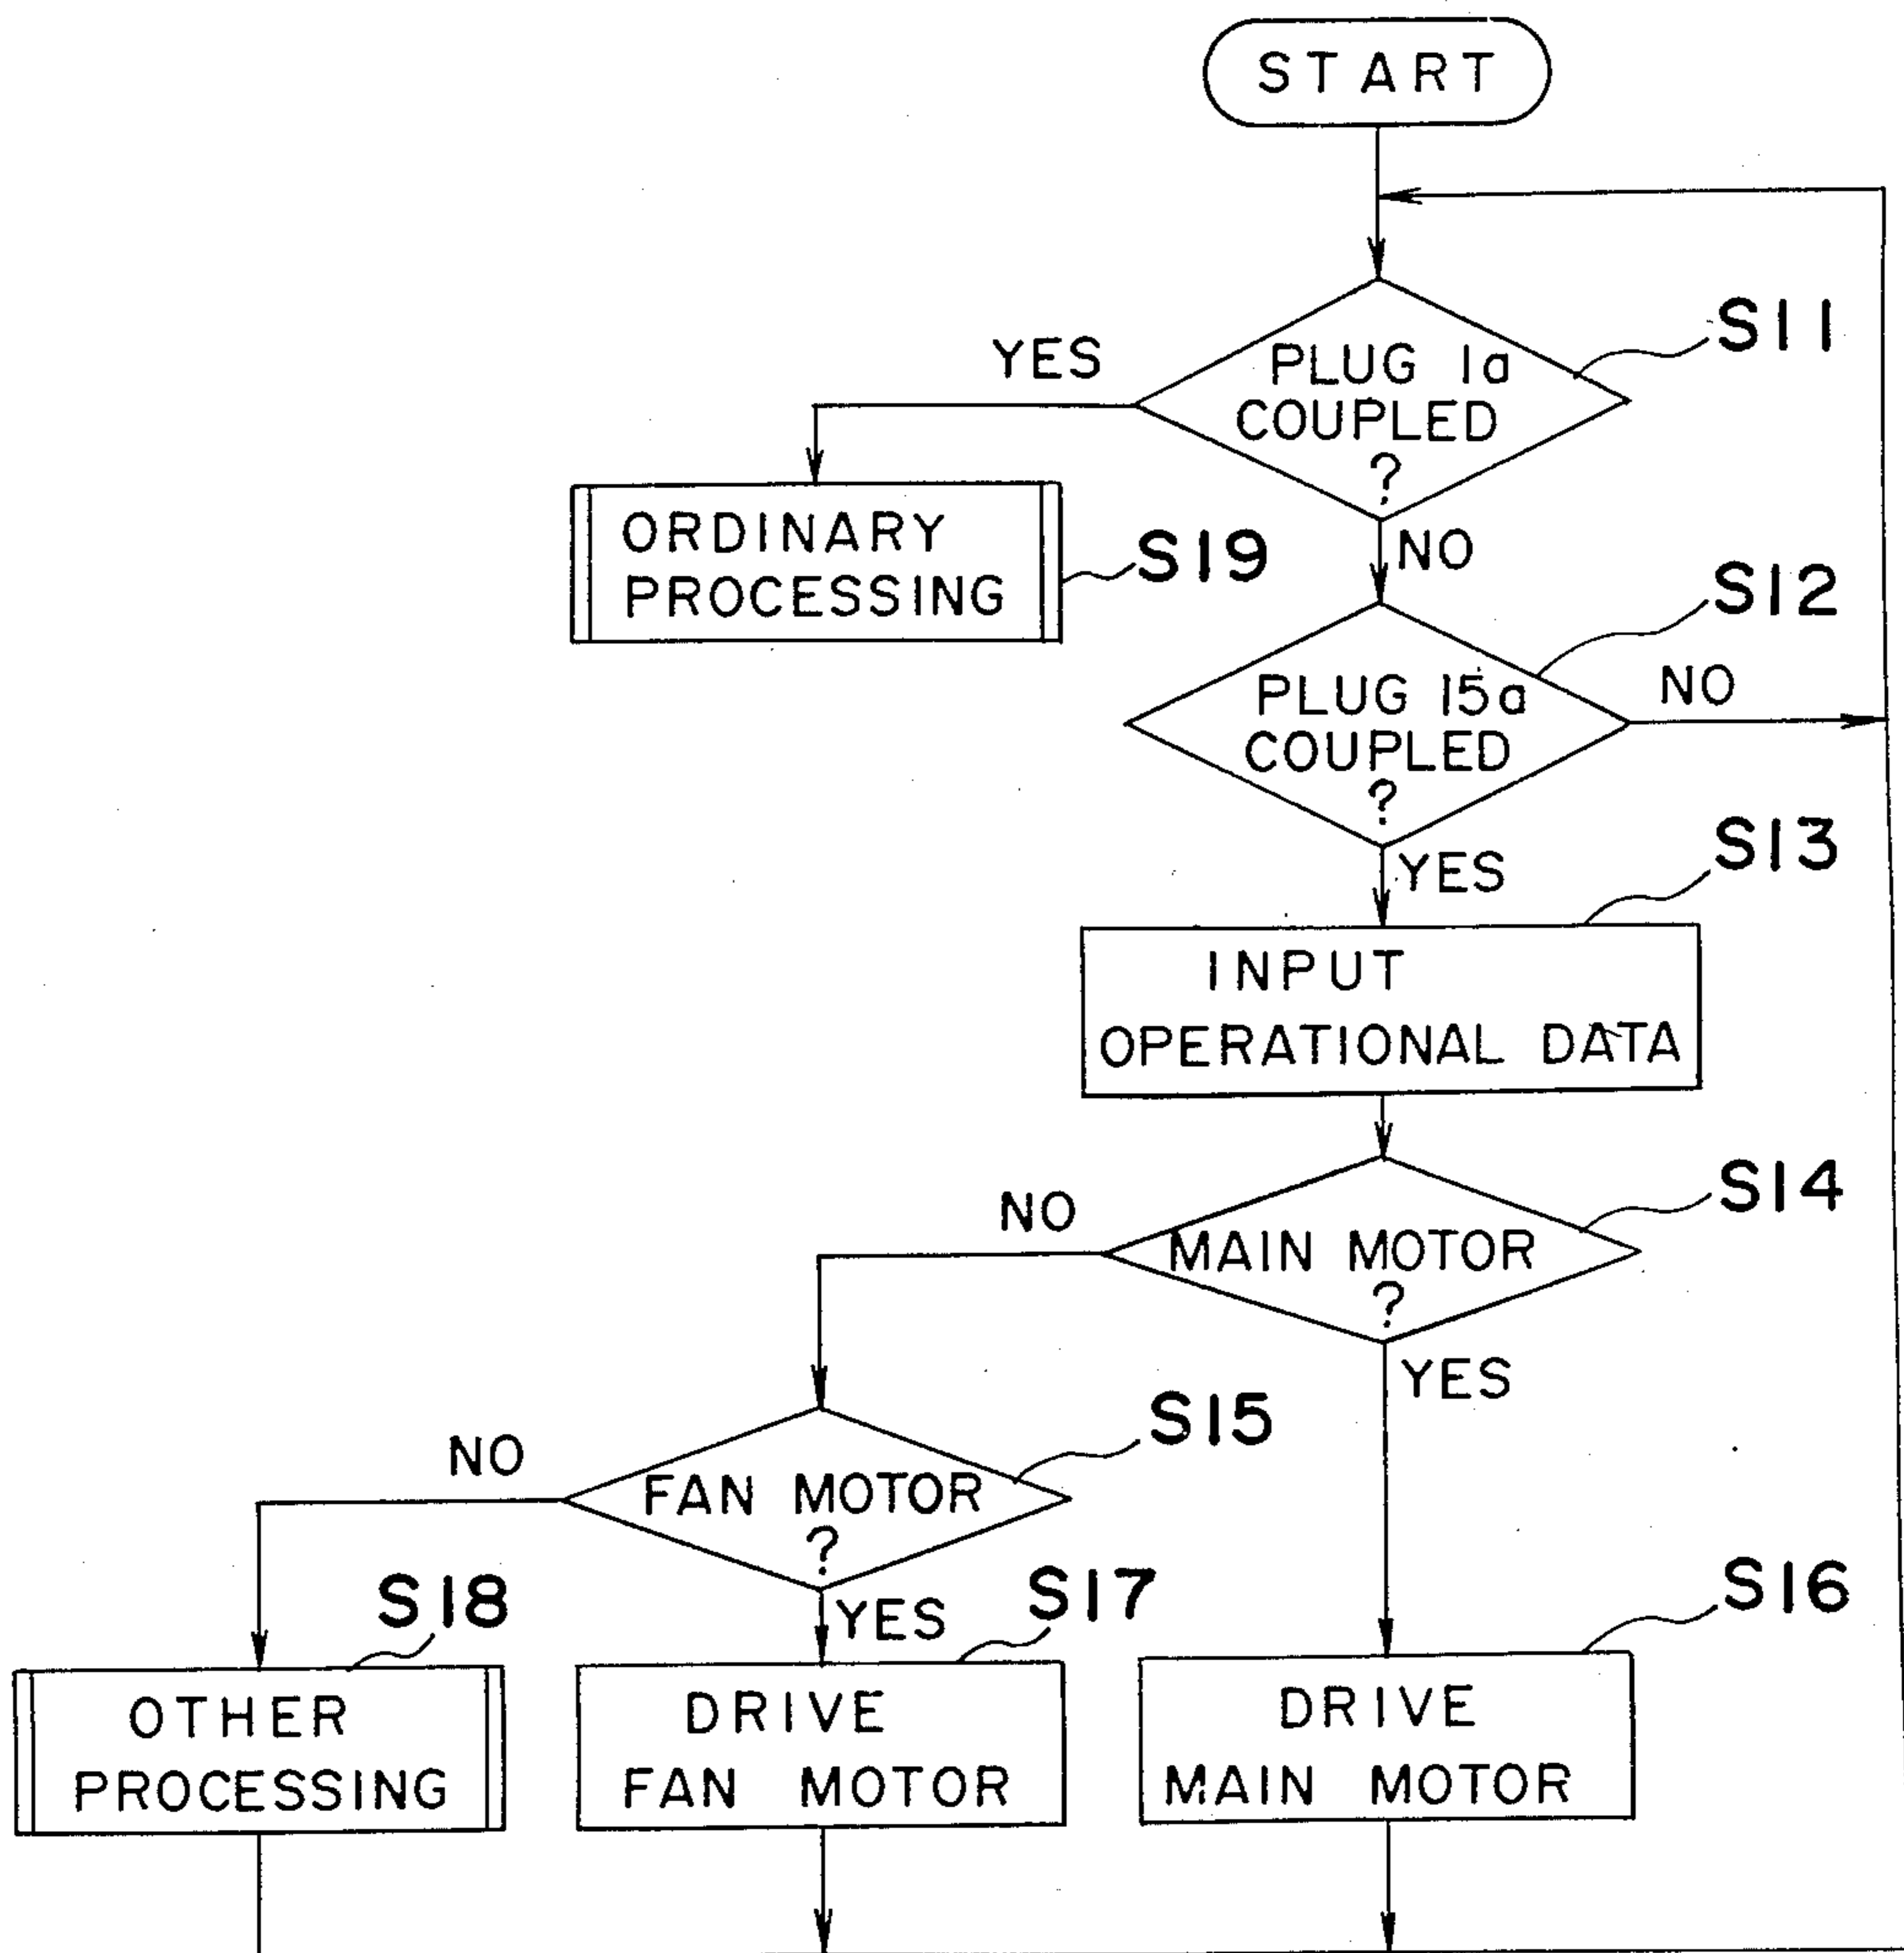 START
S11
YES
PLUG 1a
COUPLED
?
ORDINARY
PROCESSING
S19
NO
S12
PLUG 15a
COUPLED
?
NO
YES
S13
INPUT
OPERATIONAL DATA
S14
NO
MAIN MOTOR
?
YES
S15
NO
FAN MOTOR
?
S18
YES
S17
S16
OTHER
PROCESSING
DRIVE
FAN MOTOR
DRIVE
MAIN MOTOR